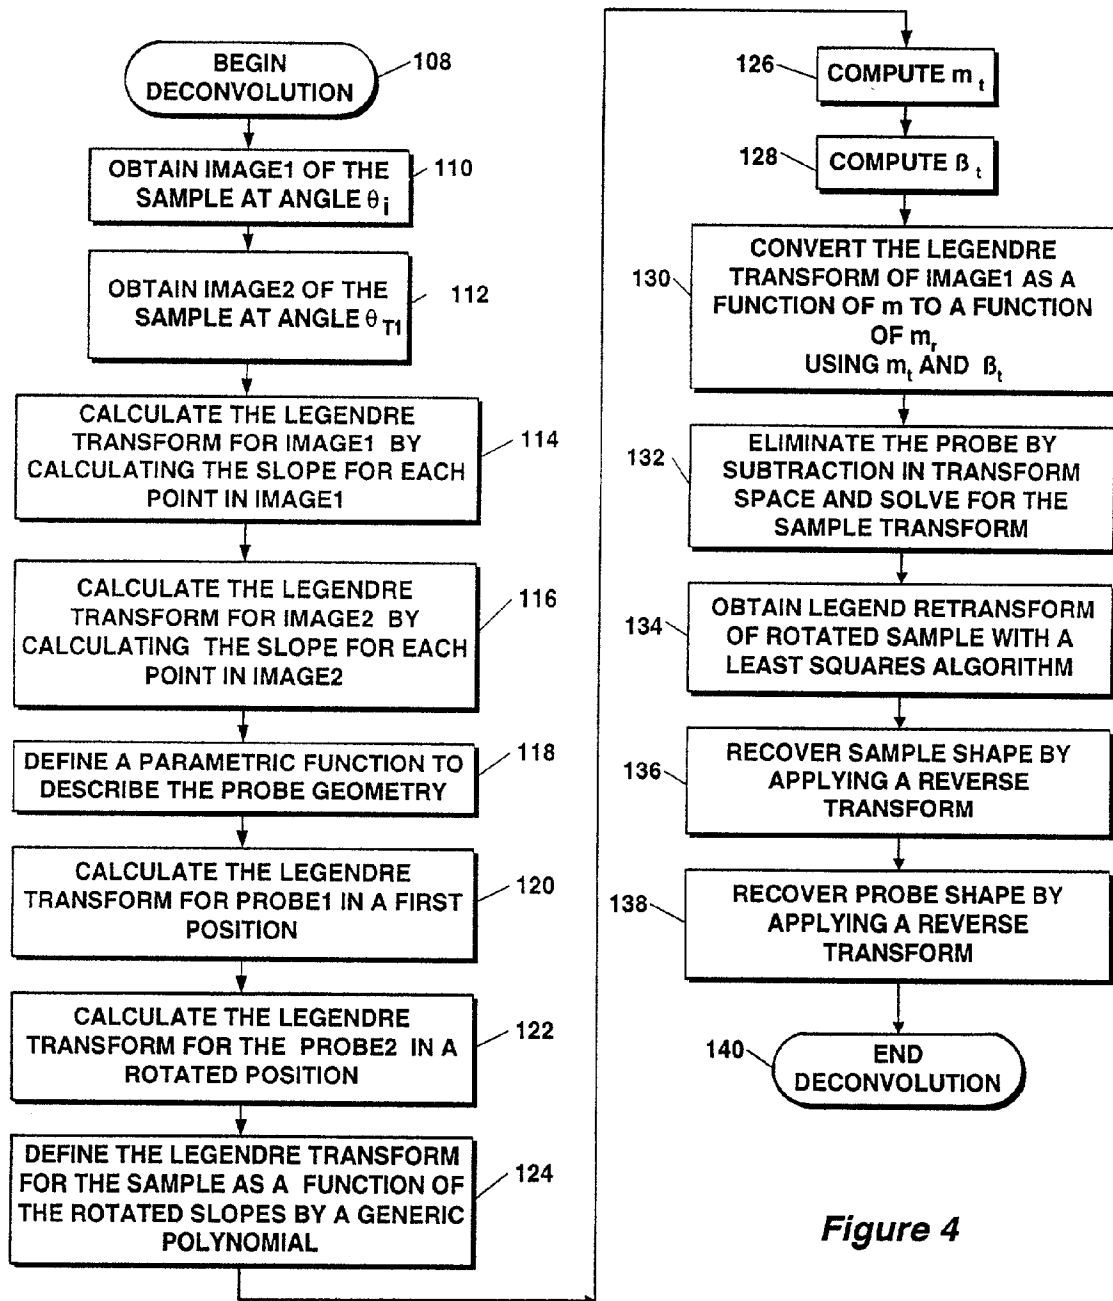 BEGIN
DECONVOLUTION
108
OBTAIN IMAGE1 OF THE
SAMPLE AT ANGLE θi
110
OBTAIN IMAGE2 OF THE
SAMPLE AT ANGLE θT1
112
CALCULATE THE LEGENDRE
TRANSFORM FOR IMAGE1 BY
CALCULATING THE SLOPE FOR EACH
POINT IN IMAGE1
114
CALCULATE THE LEGENDRE
TRANSFORM FOR IMAGE2 BY
CALCULATING THE SLOPE FOR EACH
POINT IN IMAGE2
116
DEFINE A PARAMETRIC FUNCTION TO
DESCRIBE THE PROBE GEOMETRY
118
CALCULATE THE LEGENDRE
TRANSFORM FOR PROBE1 IN A FIRST
POSITION
120
CALCULATE THE LEGENDRE
TRANSFORM FOR THE PROBE2 IN A
ROTATED POSITION
122
DEFINE THE LEGENDRE TRANSFORM
FOR THE SAMPLE AS A FUNCTION OF
THE ROTATED SLOPES BY A GENERIC
POLYNOMIAL
124
126
COMPUTE mt
128
COMPUTE ßt
130
CONVERT THE LEGENDRE
TRANSFORM OF IMAGE1 AS A
FUNCTION OF m TO A FUNCTION
OF mr
USING mt AND ßt
132
ELIMINATE THE PROBE BY
SUBTRACTION IN TRANSFORM
SPACE AND SOLVE FOR THE
SAMPLE TRANSFORM
134
OBTAIN LEGEND RETRANSFORM
OF ROTATED SAMPLE WITH A
LEAST SQUARES ALGORITHM
136
RECOVER SAMPLE SHAPE BY
APPLYING A REVERSE
TRANSFORM
138
RECOVER PROBE SHAPE BY
APPLYING A REVERSE
TRANSFORM
140
END
DECONVOLUTION
Figure 4